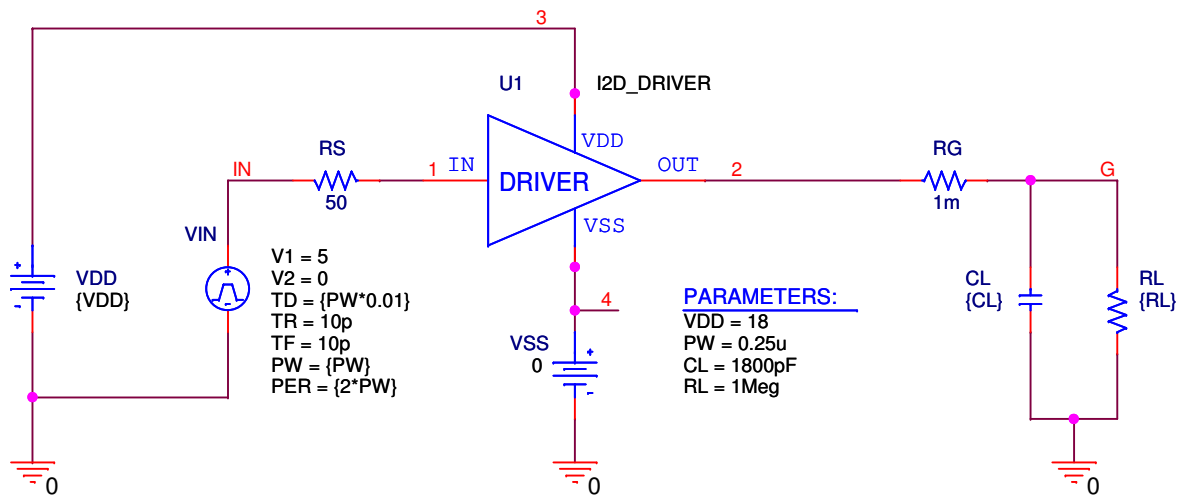 3
U1
I2D_DRIVER
VDD
IN
RS
50
1
IN
DRIVER
OUT
2
RG
1m
G
VSS
VIN
V1 = 5
V2 = 0
TD = {PW*0.01}
TR = 10p
TF = 10p
PW = {PW}
PER = {2*PW}
VDD
{VDD}
4
VSS
0
PARAMETERS:
VDD = 18
PW = 0.25u
CL = 1800pF
RL = 1Meg
CL
{CL}
RL
{RL}
0
0
0